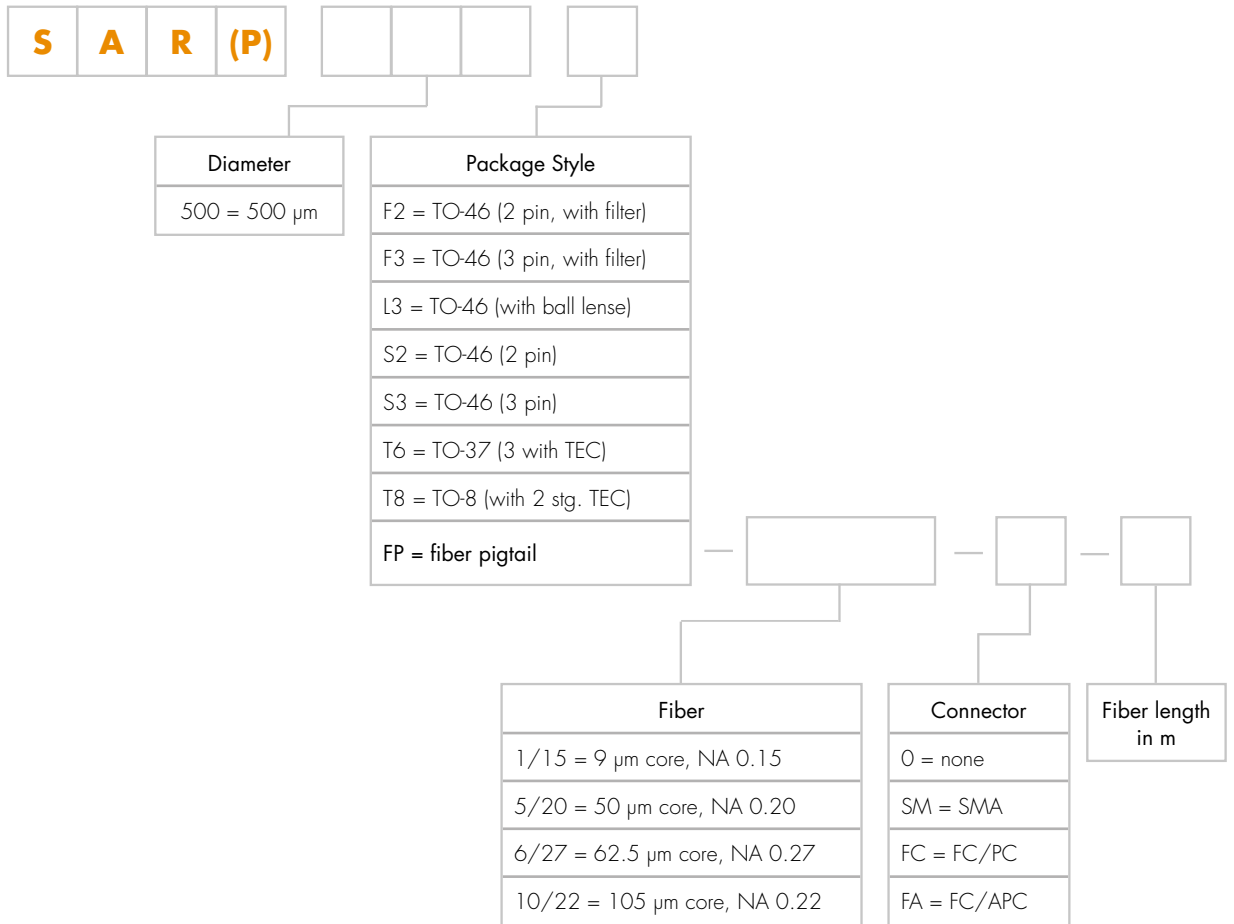 S A R (P)
Diameter
500 = 500 µm
Package Style
F2 = TO-46 (2 pin, with filter)
F3 = TO-46 (3 pin, with filter)
L3 = TO-46 (with ball lense)
S2 = TO-46 (2 pin)
S3 = TO-46 (3 pin)
T6 = TO-37 (3 with TEC)
T8 = TO-8 (with 2 stg. TEC)
FP = fiber pigtail
Fiber
1/15 = 9 µm core, NA 0.15
5/20 = 50 µm core, NA 0.20
6/27 = 62.5 µm core, NA 0.27
10/22 = 105 µm core, NA 0.22
Connector
0 = none
SM = SMA
FC = FC/PC
FA = FC/APC
Fiber length
in m